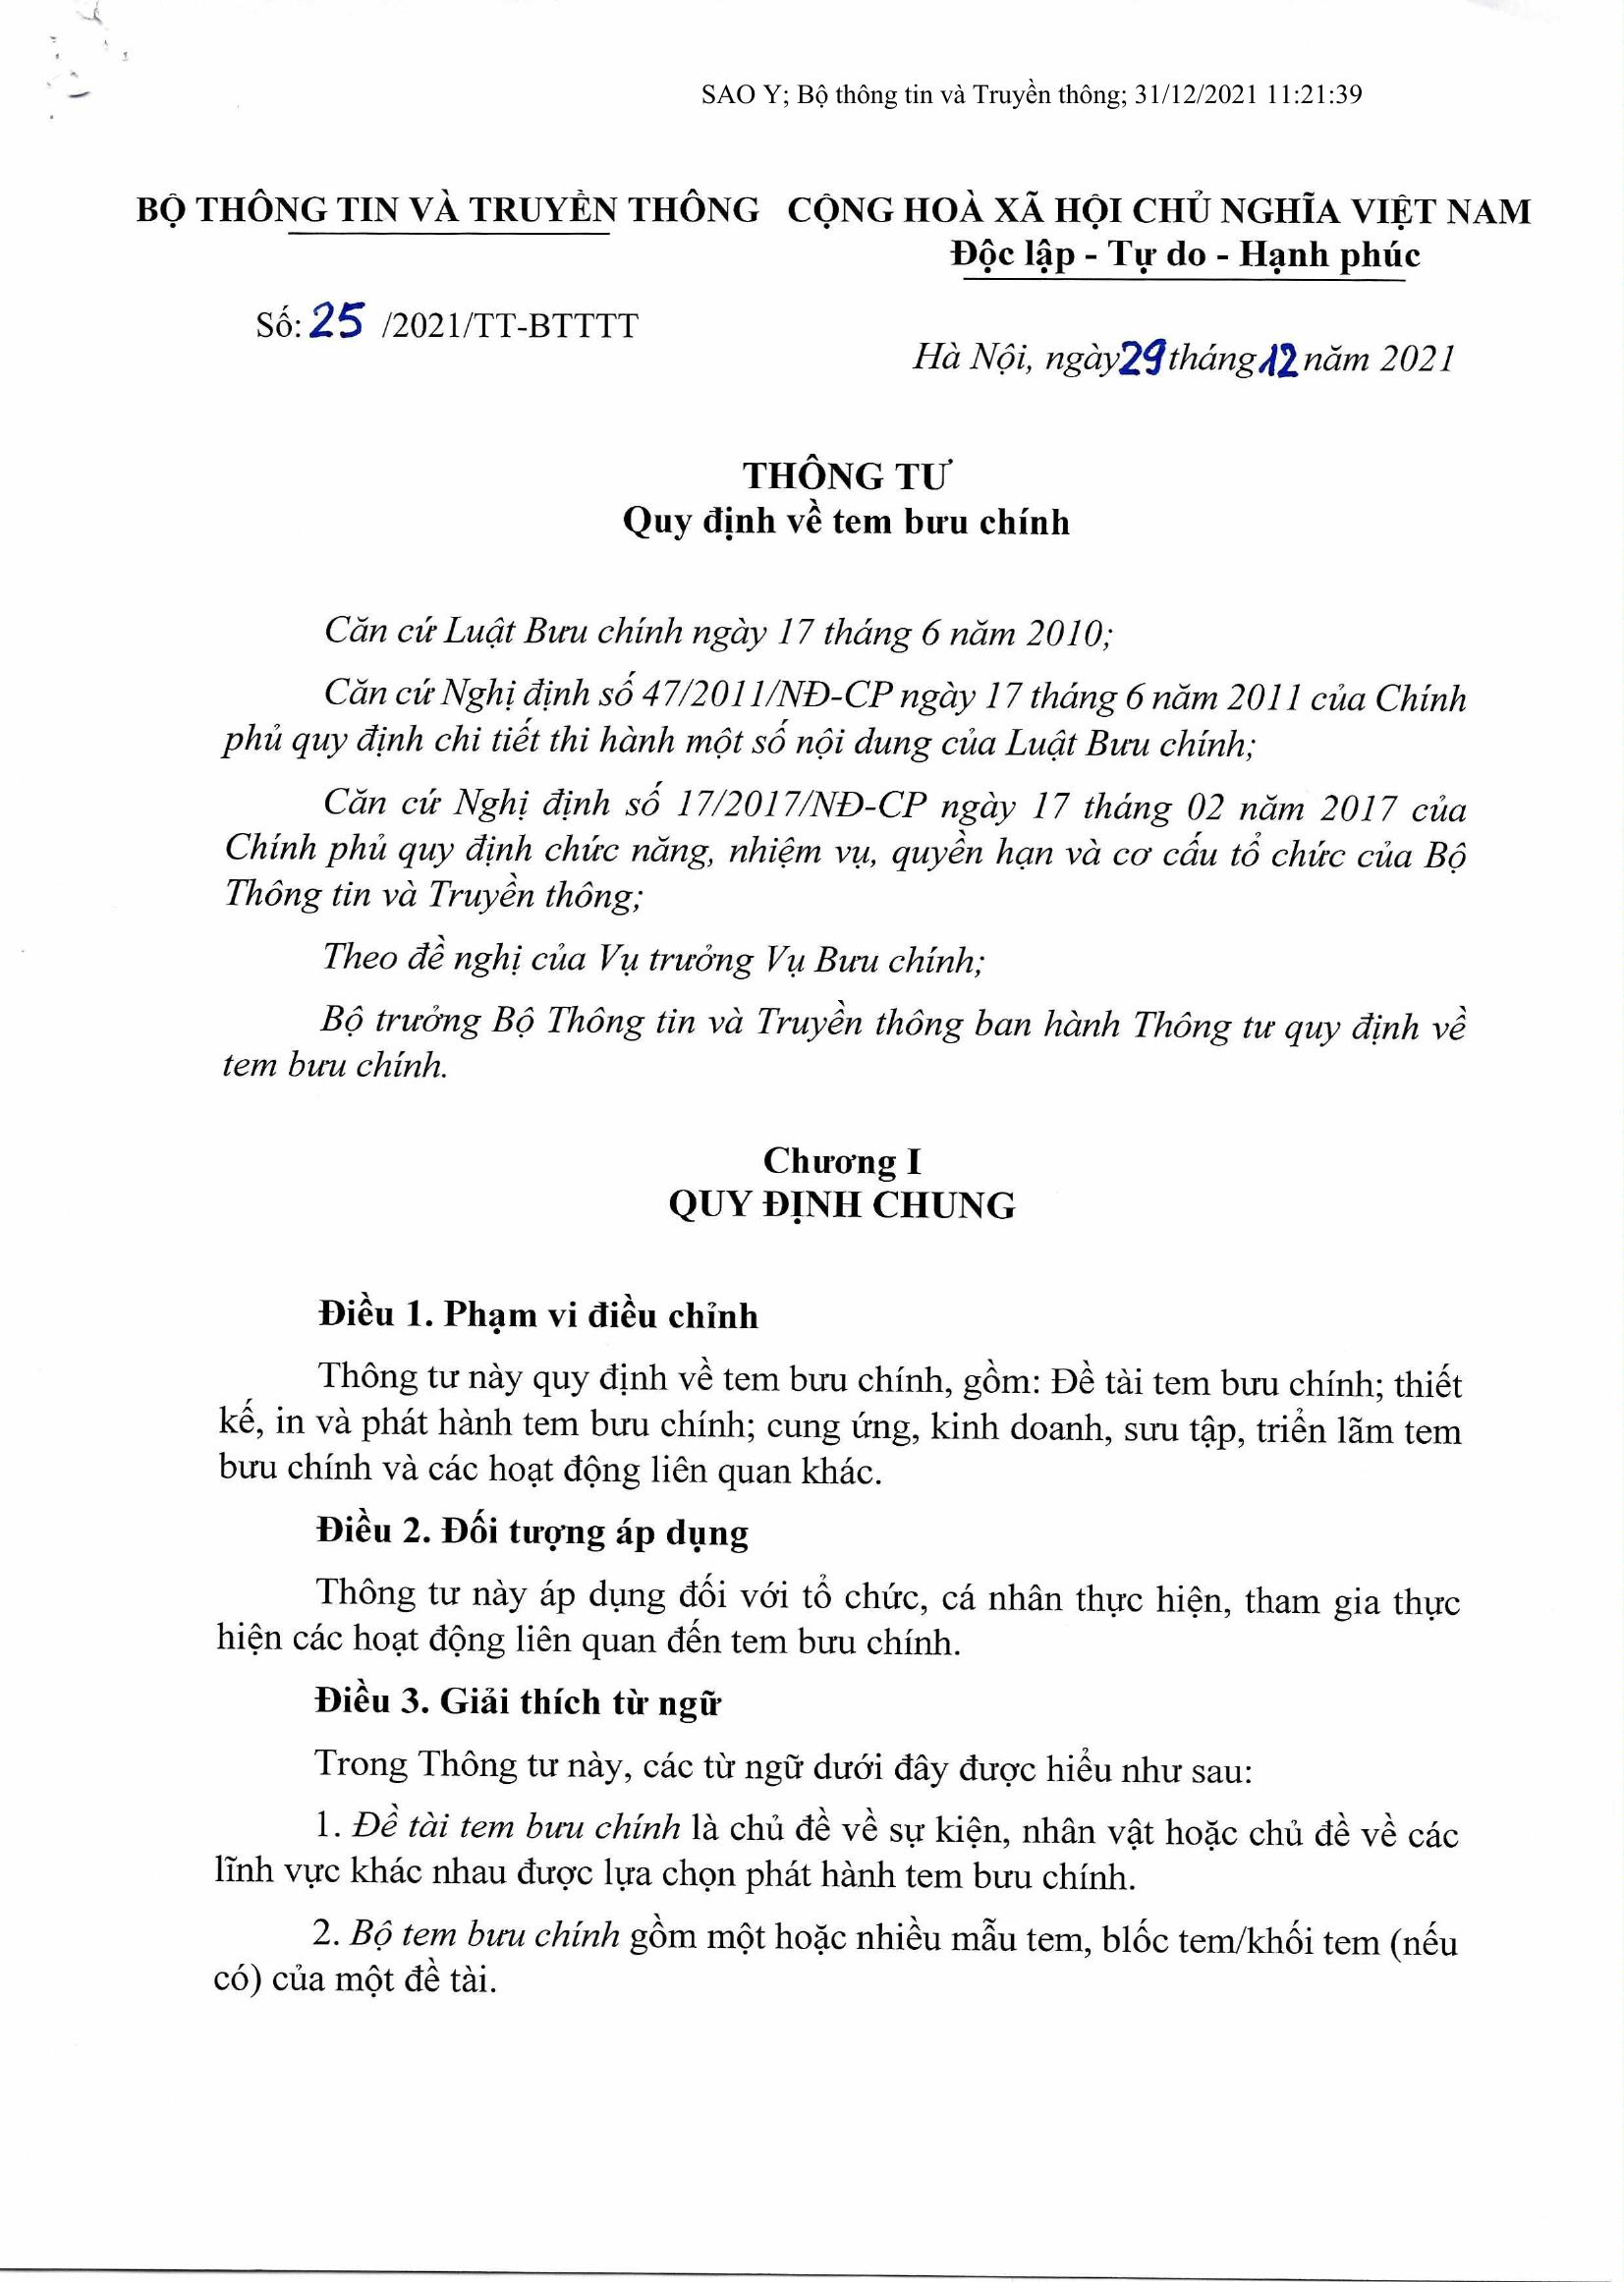 SAO Y; Bộ thông tin và Truyền thông; 31/12/2021 11:21:39
BỘ THÔNG TIN VÀ TRUYỀN THÔNG
CỘNG HOÀ XÃ HỘI CHỦ NGHĨA VIỆT NAM
Độc lập - Tự do - Hạnh phúc
Số: 25 /2021/TT-BTTTT
Hà Nội, ngày 29 tháng 12 năm 2021
THÔNG TƯ
Quy định về tem bưu chính
Căn cứ Luật Bưu chính ngày 17 tháng 6 năm 2010;
Căn cứ Nghị định số 47/2011/NĐ-CP ngày 17 tháng 6 năm 2011 của Chính
phủ quy định chi tiết thi hành một số nội dung của Luật Bưu chính;
Căn cứ Nghị định số 17/2017/NĐ-CP ngày 17 tháng 02 năm 2017 của
Chính phủ quy định chức năng, nhiệm vụ, quyền hạn và cơ cấu tổ chức của Bộ
Thông tin và Truyền thông;
Theo đề nghị của Vụ trưởng Vụ Bưu chính;
Bộ trưởng Bộ Thông tin và Truyền thông ban hành Thông tư quy định về
tem bưu chính.
Chương I
QUY ĐỊNH CHUNG
Điều 1. Phạm vi điều chỉnh
Thông tư này quy định về tem bưu chính, gồm: Đề tài tem bưu chính; thiết
kế, in và phát hành tem bưu chính; cung ứng, kinh doanh, sưu tập, triển lãm tem
bưu chính và các hoạt động liên quan khác.
Điều 2. Đối tượng áp dụng
Thông tư này áp dụng đối với tổ chức, cá nhân thực hiện, tham gia thực
hiện các hoạt động liên quan đến tem bưu chính.
Điều 3. Giải thích từ ngữ
Trong Thông tư này, các từ ngữ dưới đây được hiểu như sau:
1. Đề tài tem bưu chính là chủ đề về sự kiện, nhân vật hoặc chủ đề về các
lĩnh vực khác nhau được lựa chọn phát hành tem bưu chính.
2. Bộ tem bưu chính gồm một hoặc nhiều mẫu tem, blốc tem/khối tem (nếu
có) của một đề tài.